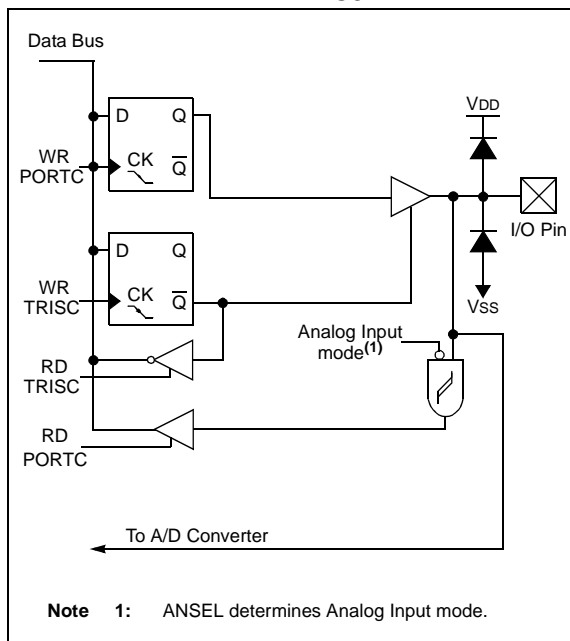 Data Bus
D Q
WR
PORTC
CK Q
VDD
I/O Pin
D Q
WR
TRISC
CK Q
VSS
Analog Input
mode(1)
RD
TRISC
RD
PORTC
To A/D Converter
Note 1: ANSEL determines Analog Input mode.